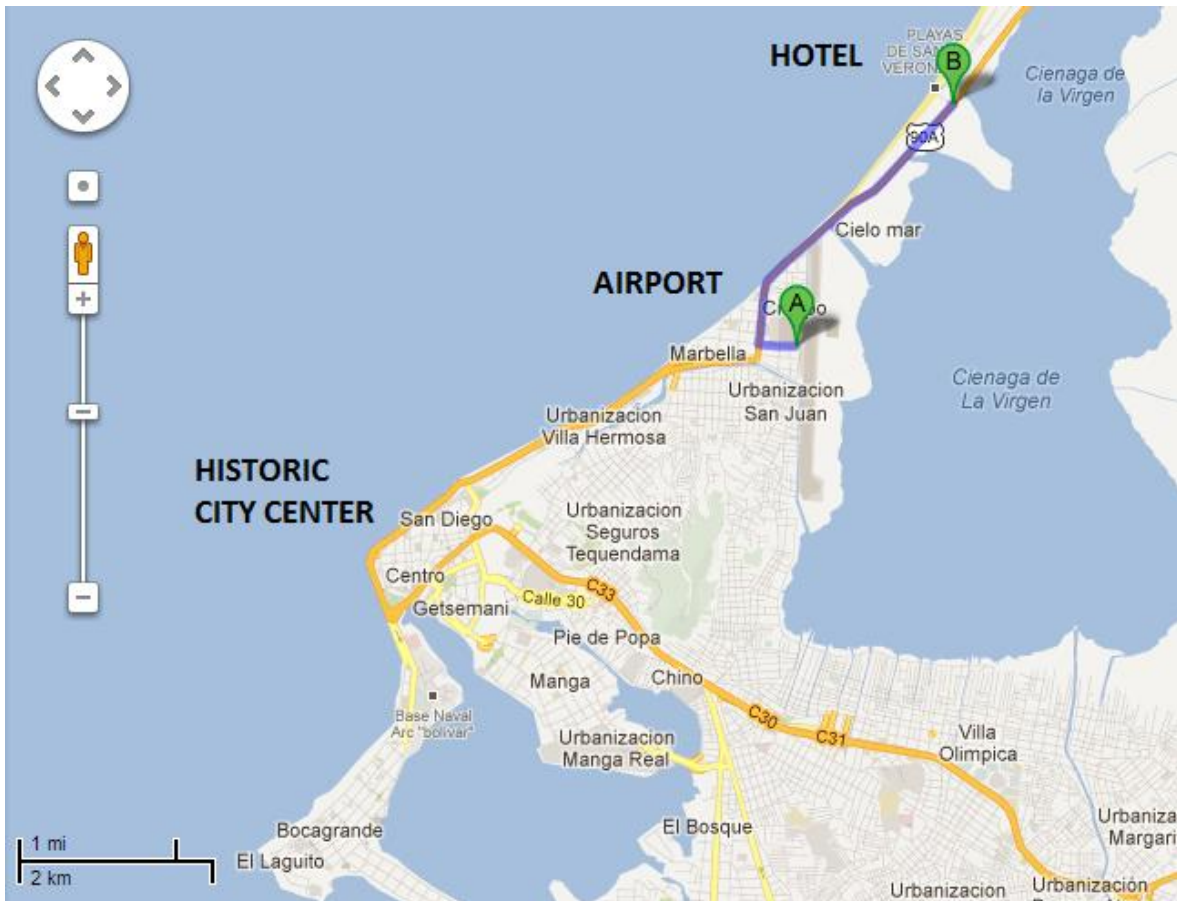 HOTEL
PLAYAS
DE SA
VERON
B
Cienaga de
la Virgen
90A
Cielo mar
AIRPORT
A
Marbella
Urbanizacion
San Juan
Cienaga de
La Virgen
Urbanizacion
Villa Hermosa
HISTORIC
CITY CENTER
San Diego
Urbanizacion
Seguros
Tequendama
Centro
Getsemani
Calle 30
C33
Pie de Popa
Manga
Chino
Base Naval
Arc "bolivar"
C30
C31
Villa
Olimpica
Urbanizacion
Manga Real
Bocagrande
El Laguito
El Bosque
Urbaniza
Margari
1 mi
2 km
Urbanizacion
Urbanización